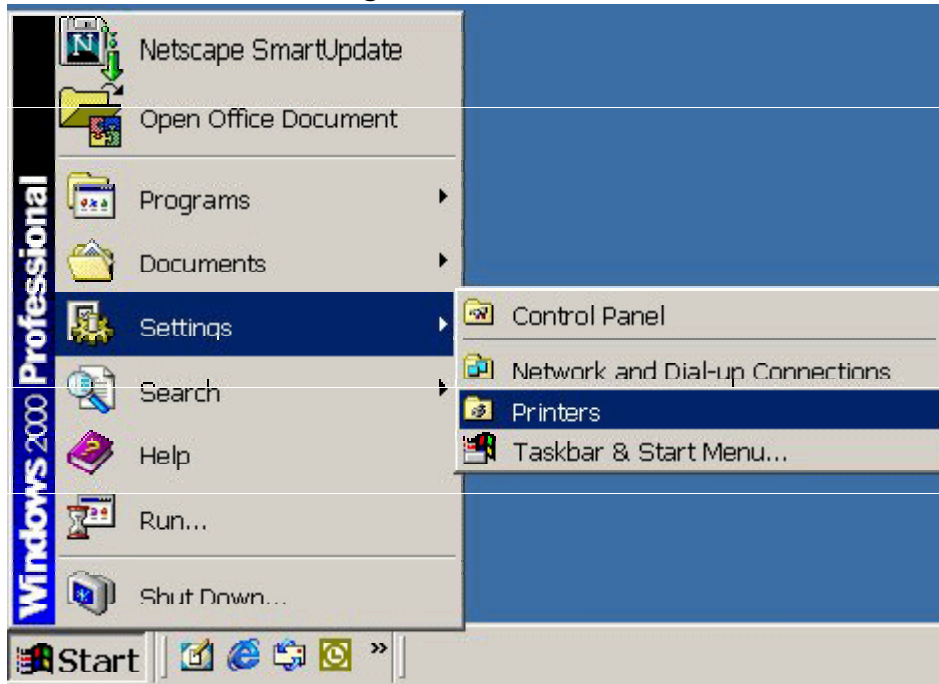 Netscape SmartUpdate
Open Office Document
Programs
Documents
Settings
Search
Help
Run...
Shut Down...
Control Panel
Network and Dial-up Connections
Printers
Taskbar & Start Menu...
Windows 2000 Professional
Start
»